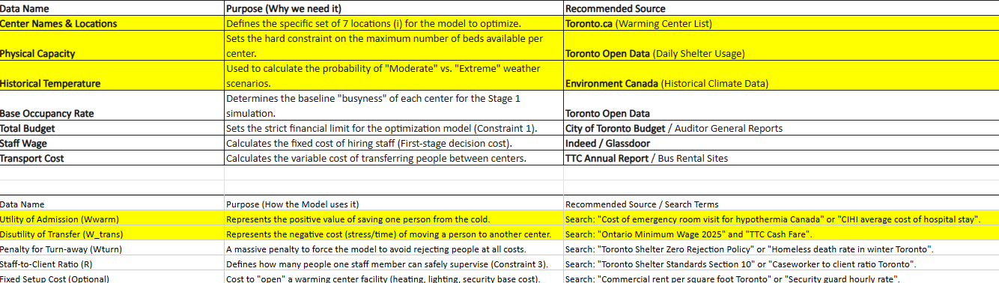 Data Name Purpose (Why we need it) Recommended Source
Center Names & Locations Defines the specific set of 7 locations (i) for the model to optimize. Toronto.ca (Warming Center List)
Sets the hard constraint on the maximum number of beds available per
Physical Capacity center. Toronto Open Data (Daily Shelter Usage)
Used to calculate the probability of "Moderate" vs. "Extreme" weather
Historical Temperature scenarios. Environment Canada (Historical Climate Data)
Determines the baseline "busyness" of each center for the Stage 1
Base Occupancy Rate simulation. Toronto Open Data
Total Budget Sets the strict financial limit for the optimization model (Constraint 1). City of Toronto Budget / Auditor General Reports
Staff Wage Calculates the fixed cost of hiring staff (First-stage decision cost). Indeed / Glassdoor
Transport Cost Calculates the variable cost of transferring people between centers. TTC Annual Report / Bus Rental Sites
Data Name Purpose (How the Model uses it) Recommended Source / Search Terms
Utility of Admission (Wwarm) Represents the positive value of saving one person from the cold. Search: "Cost of emergency room visit for hypothermia Canada" or "CIHI average cost of hospital stay".
Disutility of Transfer (W_trans) Represents the negative cost (stress/time) of moving a person to another center. Search: "Ontario Minimum Wage 2025" and "TTC Cash Fare".
Penalty for Turn-away (Wturn) A massive penalty to force the model to avoid rejecting people at all costs. Search: "Toronto Shelter Zero Rejection Policy" or "Homeless death rate in winter Toronto".
Staff-to-Client Ratio (R) Defines how many people one staff member can safely supervise (Constraint 3). Search: "Toronto Shelter Standards Section 10" or "Caseworker to client ratio Toronto".
Fixed Setup Cost (Optional) Cost to "open" a warming center facility (heating, lighting, security base cost). Search: "Commercial rent per square foot Toronto" or "Security guard hourly rate".